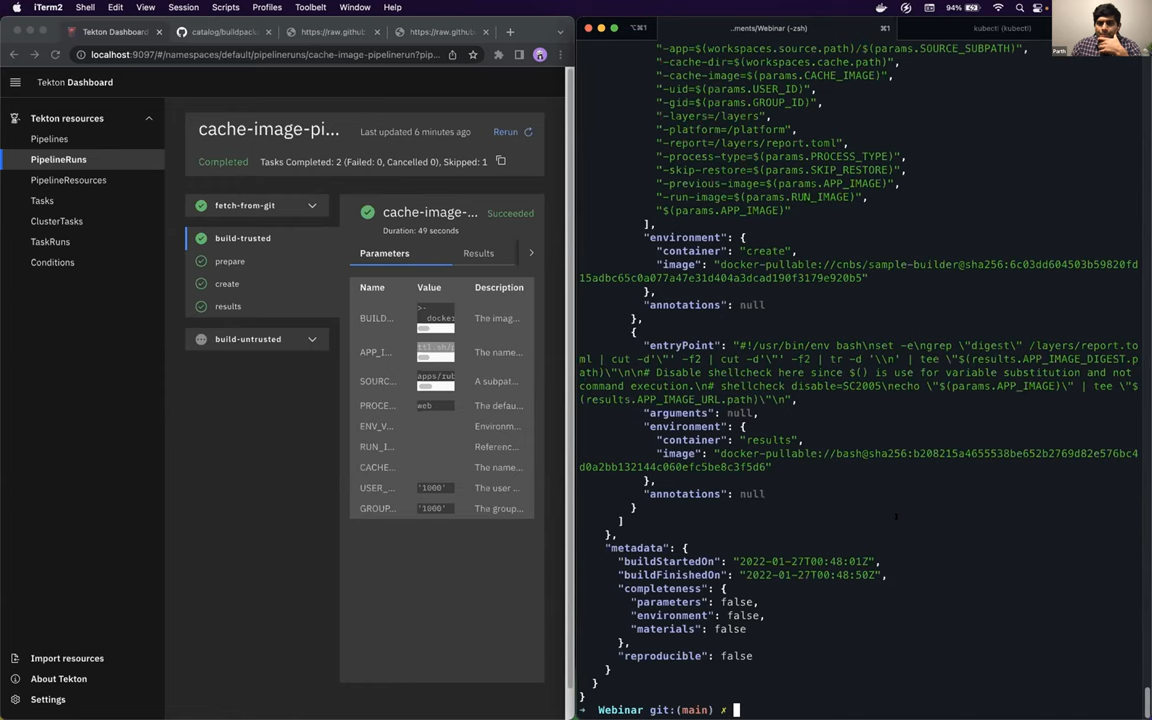 iTerm2 Shell Edit View Session Scripts Profiles Toolbelt Window Help
94%
Tekton Dashboard
catalog/buildpack
https://raw.github
https://raw.github
localhost:9097/#/namespaces/default/pipelineruns/cache-image-pipelinerun?pip...
Tekton Dashboard
Tekton resources
Pipelines
PipelineRuns
PipelineResources
Tasks
ClusterTasks
TaskRuns
Conditions
Import resources
About Tekton
Settings
cache-image-pi...
Last updated 6 minutes ago
Rerun
Completed
Tasks Completed: 2 (Failed: 0, Cancelled 0), Skipped: 1
fetch-from-git
build-trusted
prepare
create
results
build-untrusted
cache-image-...
Succeeded
Duration: 49 seconds
Parameters
Results
Name Value Description
BUILD... The imag...
APP_I... The name...
SOURC... A subpat...
PROCE... web The defau...
ENV_V... Environm...
RUN_I... Referenc...
CACHE... The name...
USER_... '1000' The user ...
GROUP... '1000' The group...
⌥⌘1
...ments/Webinar (-zsh)
⌘1
kubectl (kubectl)
Parth
"-app=$(workspaces.source.path)/$(params.SOURCE_SUBPATH)",
"-cache-dir=$(workspaces.cache.path)",
"-cache-image=$(params.CACHE_IMAGE)",
"-uid=$(params.USER_ID)",
"-gid=$(params.GROUP_ID)",
"-layers=/layers",
"-platform=/platform",
"-report=/layers/report.toml",
"-process-type=$(params.PROCESS_TYPE)",
"-skip-restore=$(params.SKIP_RESTORE)",
"-previous-image=$(params.APP_IMAGE)",
"-run-image=$(params.RUN_IMAGE)",
"$(params.APP_IMAGE)"
],
"environment": {
"container": "create",
"image": "docker-pullable://cnbs/sample-builder@sha256:6c03dd604503b59820fd
15adbc65c0a077a47e31d404a3dcad190f3179e920b5"
},
"annotations": null
},
{
"entryPoint": "#!/usr/bin/env bash\nset -e\ngrep \"digest\" /layers/report.to
ml | cut -d'\"' -f2 | cut -d'\"' -f2 | tr -d '\\n' | tee \"$(results.APP_IMAGE_DIGEST.p
ath)\"\n\n# Disable shellcheck here since $() is use for variable substitution and not
command execution.\n# shellcheck disable=SC2005\necho \"$(params.APP_IMAGE)\" | tee \"$
(results.APP_IMAGE_URL.path)\"\n",
"arguments": null,
"environment": {
"container": "results",
"image": "docker-pullable://bash@sha256:b208215a4655538be652b2769d82e576bc4
d0a2bb132144c060efc5be8c3f5d6"
},
"annotations": null
}
]
},
"metadata": {
"buildStartedOn": "2022-01-27T00:48:01Z",
"buildFinishedOn": "2022-01-27T00:48:50Z",
"completeness": {
"parameters": false,
"environment": false,
"materials": false
},
"reproducible": false
}
}
}
→ Webinar git:(main) ✗